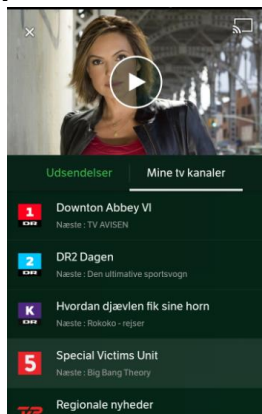 Udsendelser
Mine tv kanaler
1
DR
Downton Abbey VI
Næste : TV AVISEN
2
DR
DR2 Dagen
Næste : Den ultimative sportsvogn
K
DR
Hvordan djævlen fik sine horn
Næste : Rokoko - rejser
5
Special Victims Unit
Næste : Big Bang Theory
Regionale nyheder